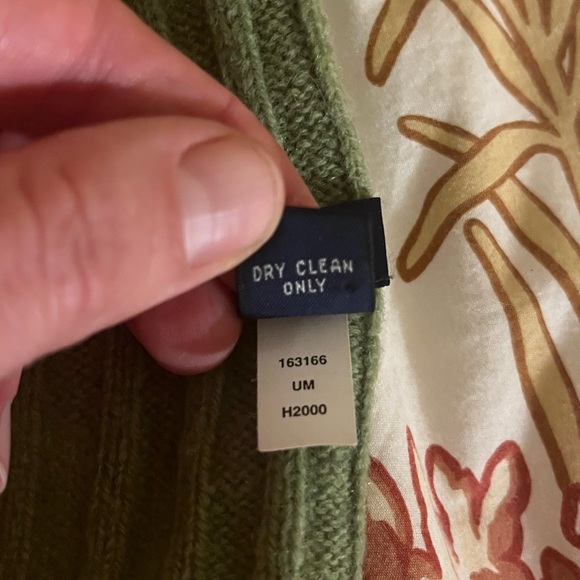 DRY CLEAN
ONLY
163166
UM
H2000